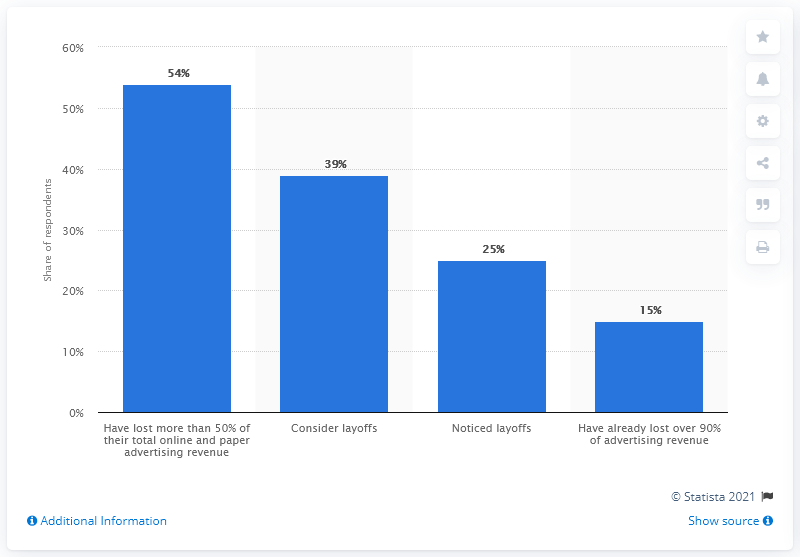 60%
50%
40%
30%
20%
10%
0%
Share of respondents
54%
39%
25%
15%
Have lost more than 50% of
their total online and paper
advertising revenue
Consider layoffs
Noticed layoffs
Have already lost over 90%
of advertising revenue
© Statista 2021
Additional Information
Show source